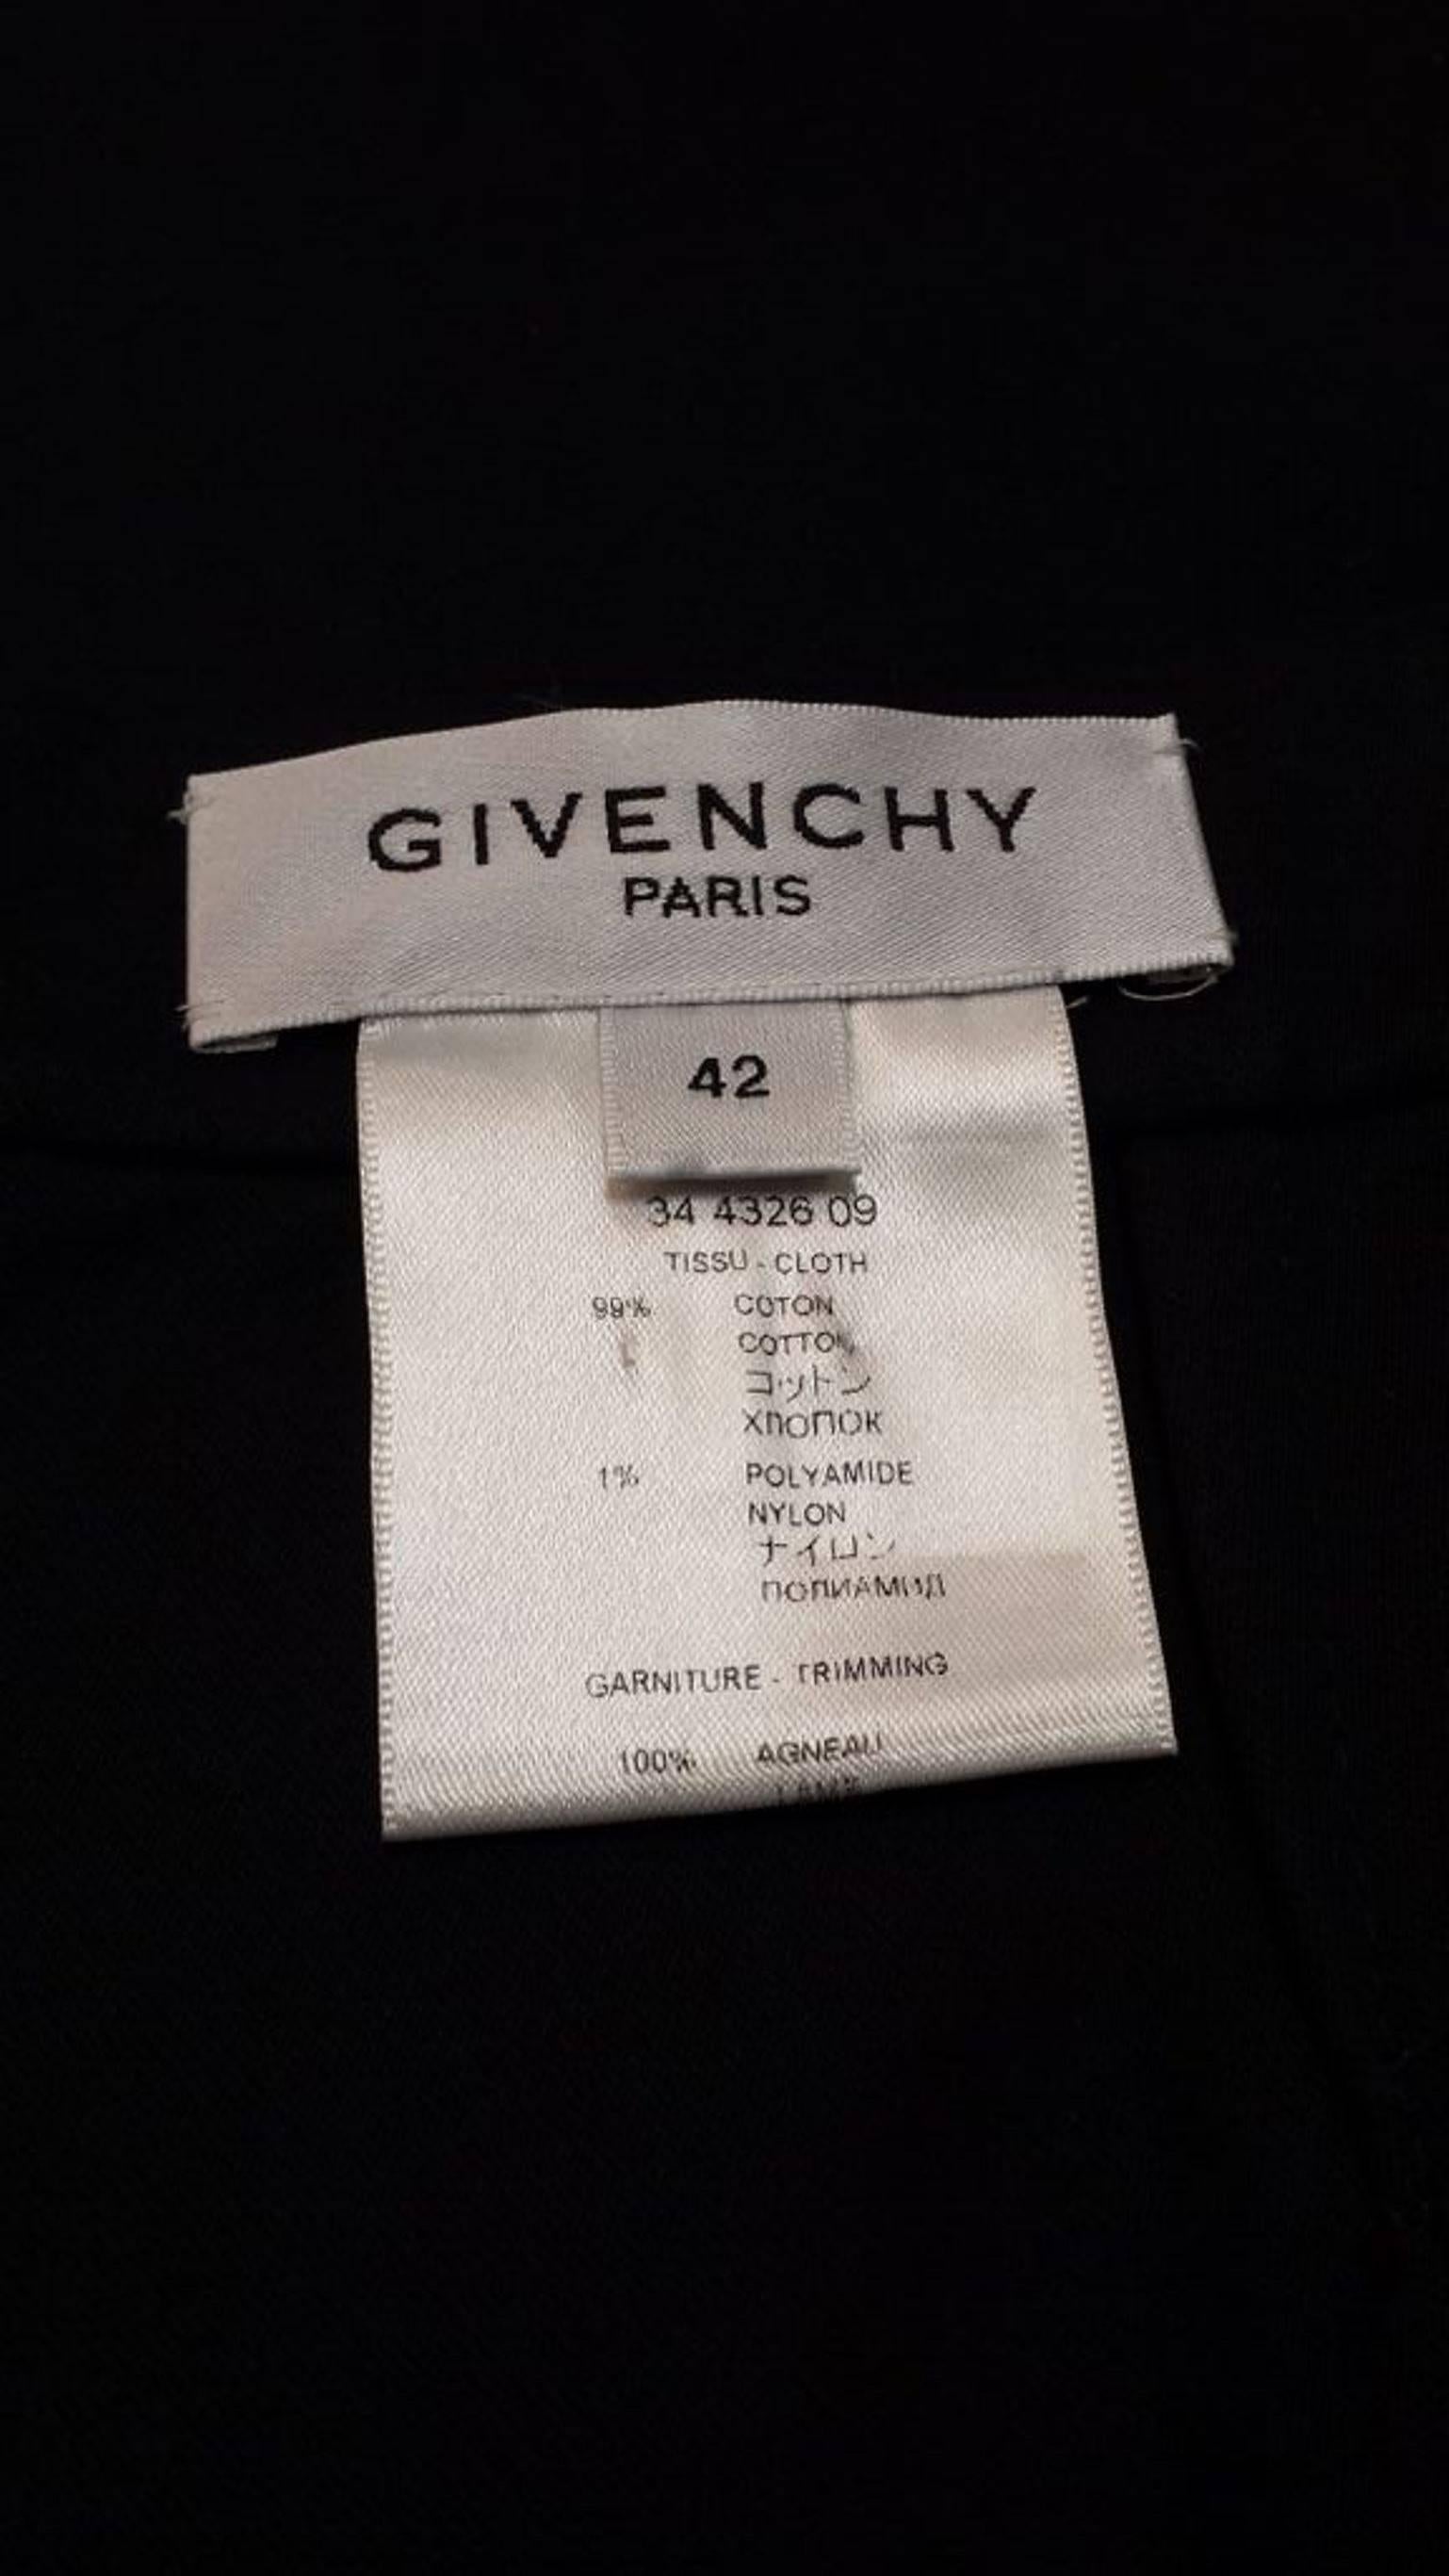 GIVENCHY
PARIS
42
34 4326 09
TISSU - CLOTH
99% COTON
COTTON
コットン
ХЛОПОК
1% POLYAMIDE
NYLON
ナイロン
ПОЛИАМИД
GARNITURE - TRIMMING
100% AGNEAU